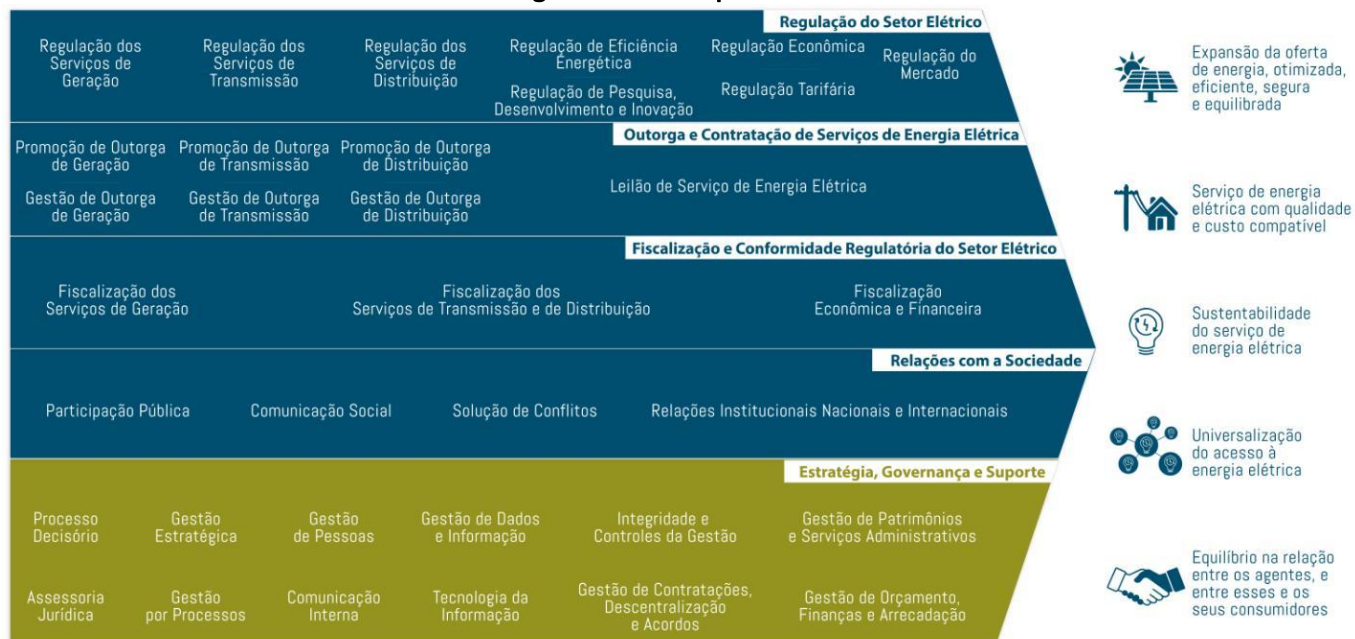 Regulação do Setor Elétrico
Regulação dos
Serviços de
Geração
Regulação dos
Serviços de
Transmissão
Regulação dos
Serviços de
Distribuição
Regulação de Eficiência
Energética
Regulação de Pesquisa,
Desenvolvimento e Inovação
Regulação Econômica
Regulação Tarifária
Regulação do
Mercado
Outorga e Contratação de Serviços de Energia Elétrica
Promoção de Outorga
de Geração
Promoção de Outorga
de Transmissão
Promoção de Outorga
de Distribuição
Gestão de Outorga
de Geração
Gestão de Outorga
de Transmissão
Gestão de Outorga
de Distribuição
Leilão de Serviço de Energia Elétrica
Fiscalização e Conformidade Regulatória do Setor Elétrico
Fiscalização dos
Serviços de Geração
Fiscalização dos
Serviços de Transmissão e de Distribuição
Fiscalização
Econômica e Financeira
Relações com a Sociedade
Participação Pública
Comunicação Social
Solução de Conflitos
Relações Institucionais Nacionais e Internacionais
Estratégia, Governança e Suporte
Processo
Decisório
Gestão
Estratégica
Gestão
de Pessoas
Gestão de Dados
e Informação
Integridade e
Controles da Gestão
Gestão de Patrimônios
e Serviços Administrativos
Assessoria
Jurídica
Gestão
por Processos
Comunicação
Interna
Tecnologia da
Informação
Gestão de Contratações,
Descentralização
e Acordos
Gestão de Orçamento,
Finanças e Arrecadação
Expansão da oferta
de energia, otimizada,
eficiente, segura
e equilibrada
Serviço de energia
elétrica com qualidade
e custo compatível
Sustentabilidade
do serviço de
energia elétrica
Universalização
do acesso à
energia elétrica
Equilíbrio na relação
entre os agentes, e
entre esses e os
seus consumidores